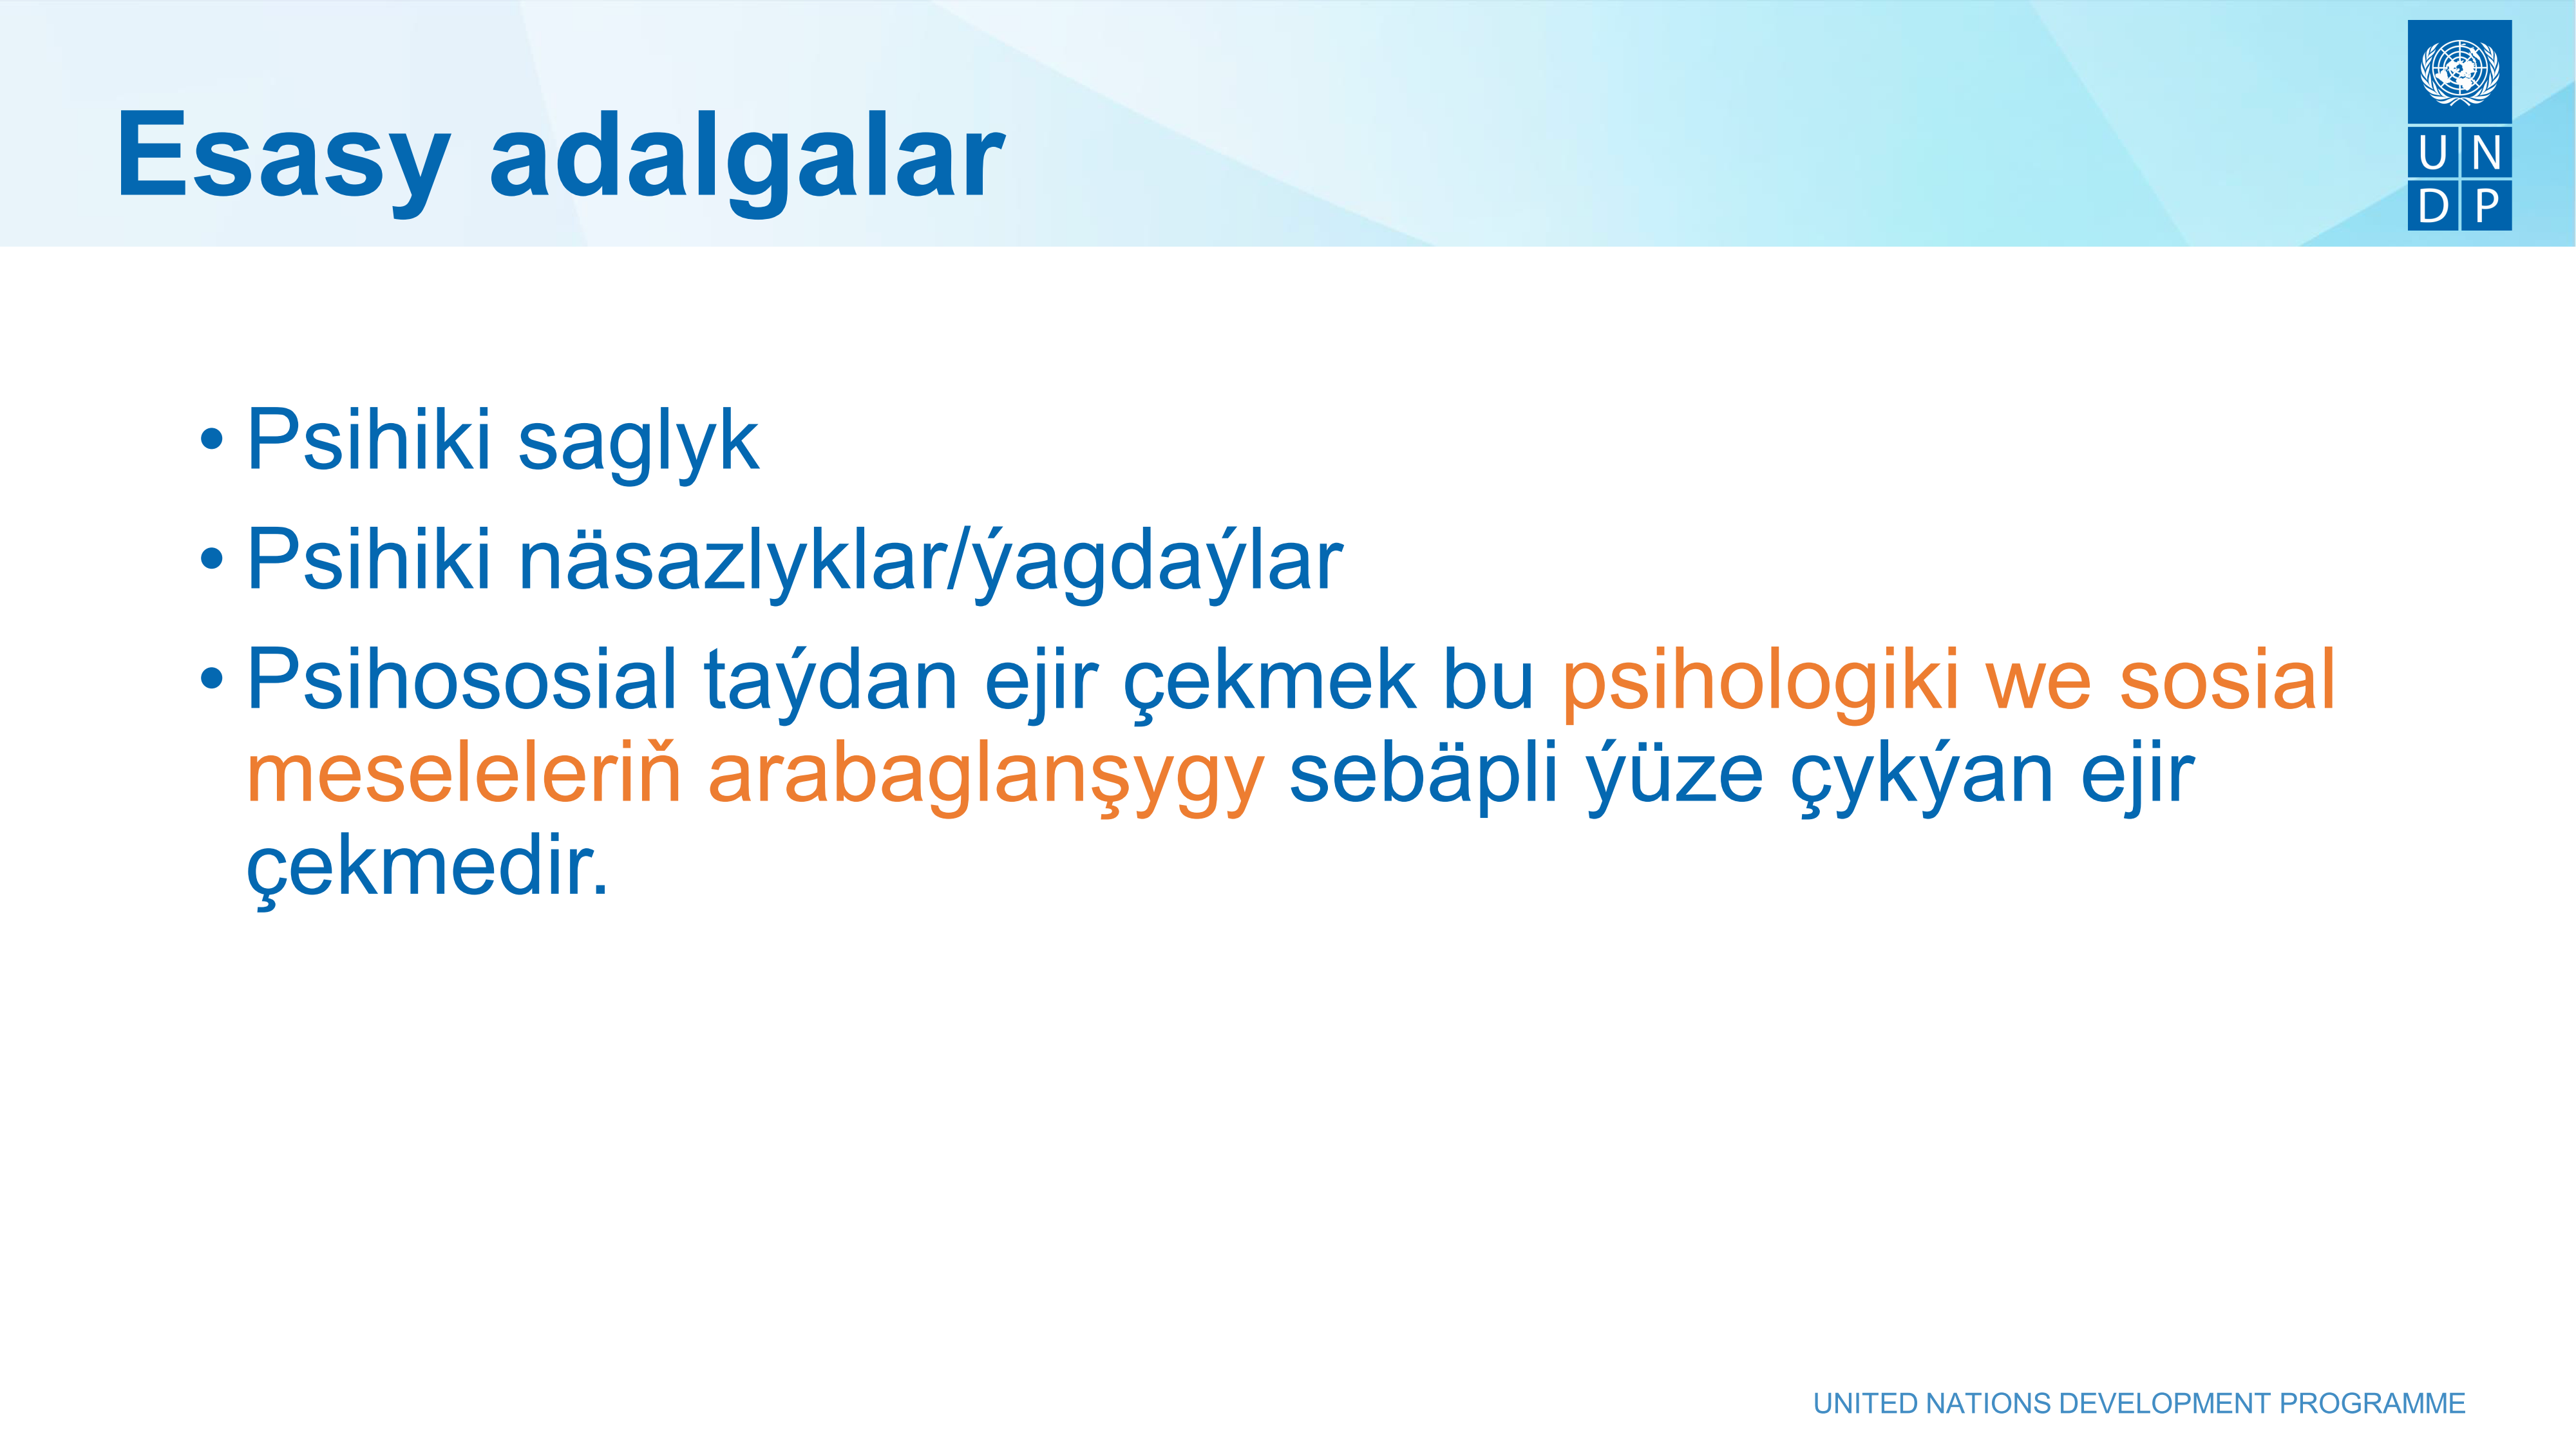 Esasy adalgalar
U N
D P
• Psihiki saglyk
• Psihiki näsazlyklar/ýagdaýlar
• Psihososial taýdan ejir çekmek bu psihologiki we sosial
meseleleriň arabaglanşygy sebäpli ýüze çykýan ejir
çekmedir.
UNITED NATIONS DEVELOPMENT PROGRAMME